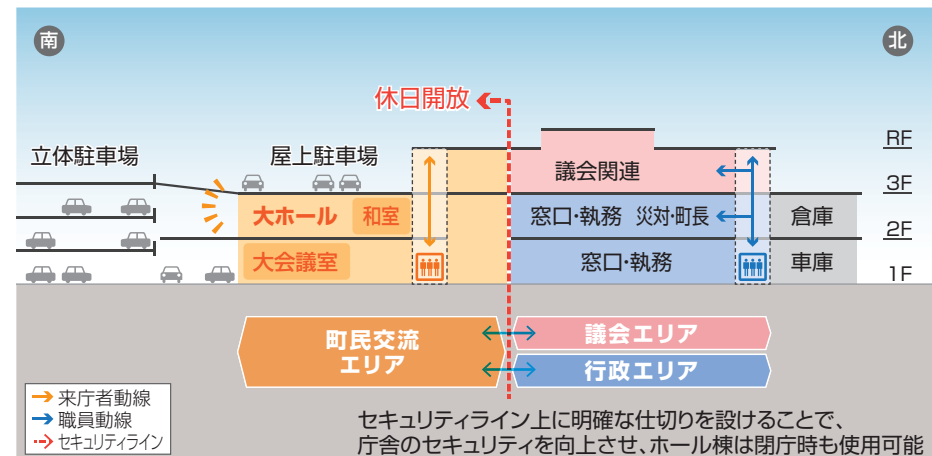 南
北
休日開放
立体駐車場
屋上駐車場
RF
議会関連
3F
大ホール
和室
窓口・執務
災対・町長
倉庫
2F
大会議室
窓口・執務
車庫
1F
町民交流
エリア
議会エリア
行政エリア
来庁者動線
職員動線
セキュリティライン
セキュリティライン上に明確な仕切りを設けることで、
庁舎のセキュリティを向上させ、ホール棟は閉庁時も使用可能